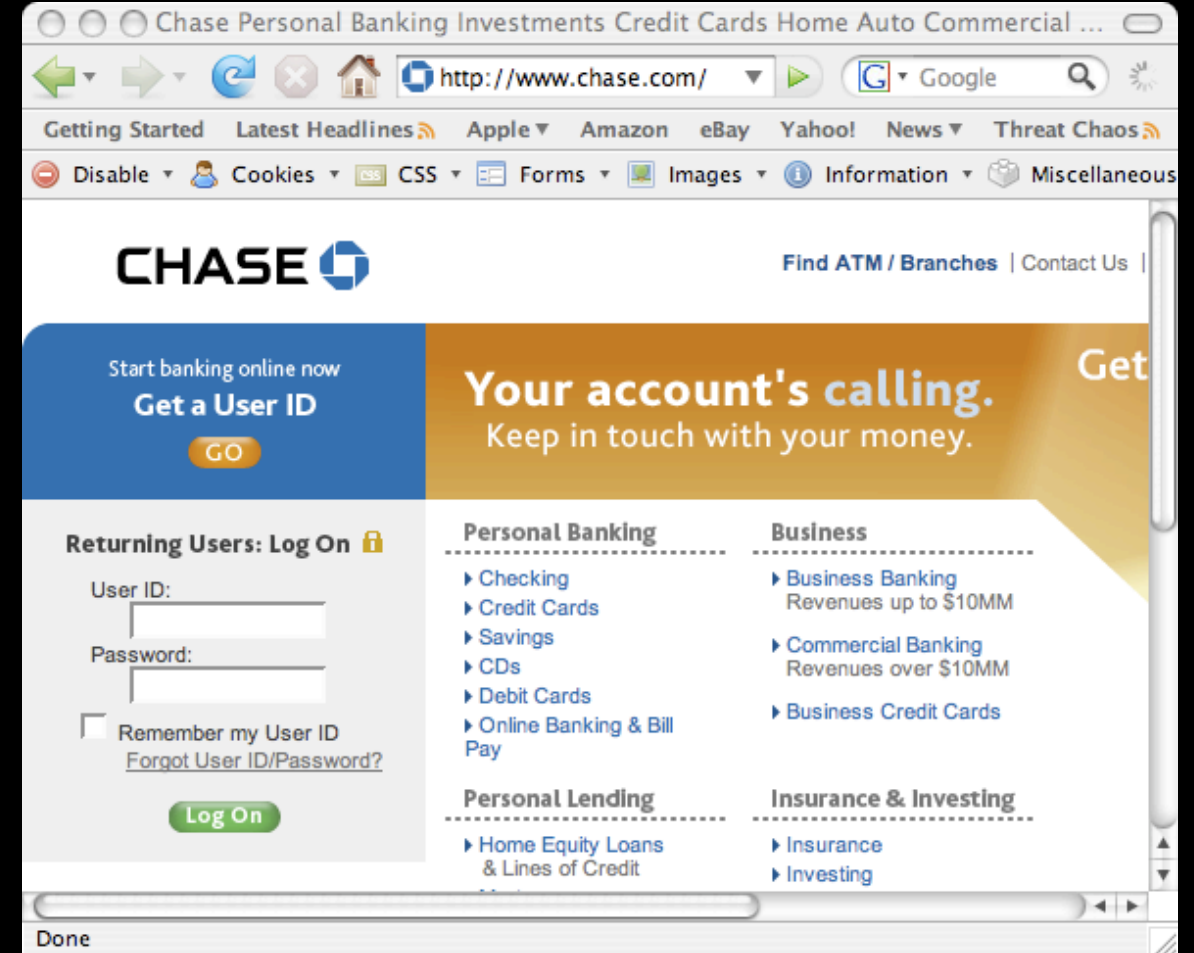 Chase Personal Banking Investments Credit Cards Home Auto Commercial ...
http://www.chase.com/ G Google
Getting Started Latest Headlines Apple Amazon eBay Yahoo! News Threat Chaos
Disable Cookies CSS CSS Forms Images Information Miscellaneous
CHASE
Find ATM / Branches | Contact Us |
Start banking online now
Get a User ID
GO
Your account's calling.
Keep in touch with your money.
Get
Returning Users: Log On
User ID:
Password:
Remember my User ID
Forgot User ID/Password?
Log On
Personal Banking
Checking
Credit Cards
Savings
CDs
Debit Cards
Online Banking & Bill
Pay
Business
Business Banking
Revenues up to $10MM
Commercial Banking
Revenues over $10MM
Business Credit Cards
Personal Lending
Home Equity Loans
& Lines of Credit
Insurance & Investing
Insurance
Investing
Done